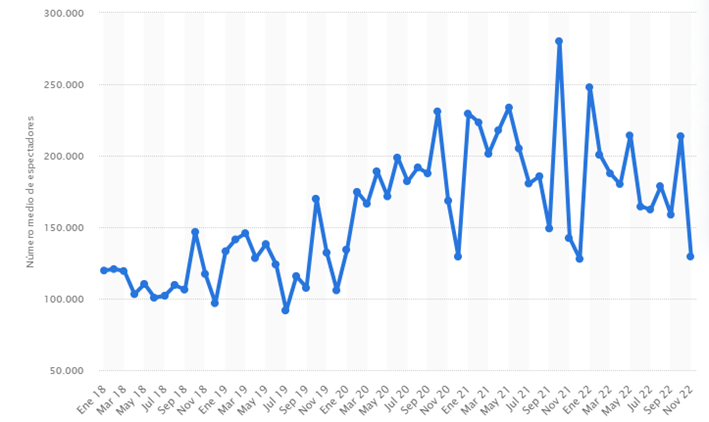 300.000
250.000
200.000
150.000
100.000
50.000
Número medio de espectadores
Ene 18
Mar 18
May 18
Jul 18
Sep 18
Nov 18
Ene 19
Mar 19
May 19
Jul 19
Sep 19
Nov 19
Ene 20
Mar 20
May 20
Jul 20
Sep 20
Nov 20
Ene 21
Mar 21
May 21
Jul 21
Sep 21
Nov 21
Ene 22
Mar 22
May 22
Jul 22
Sep 22
Nov 22